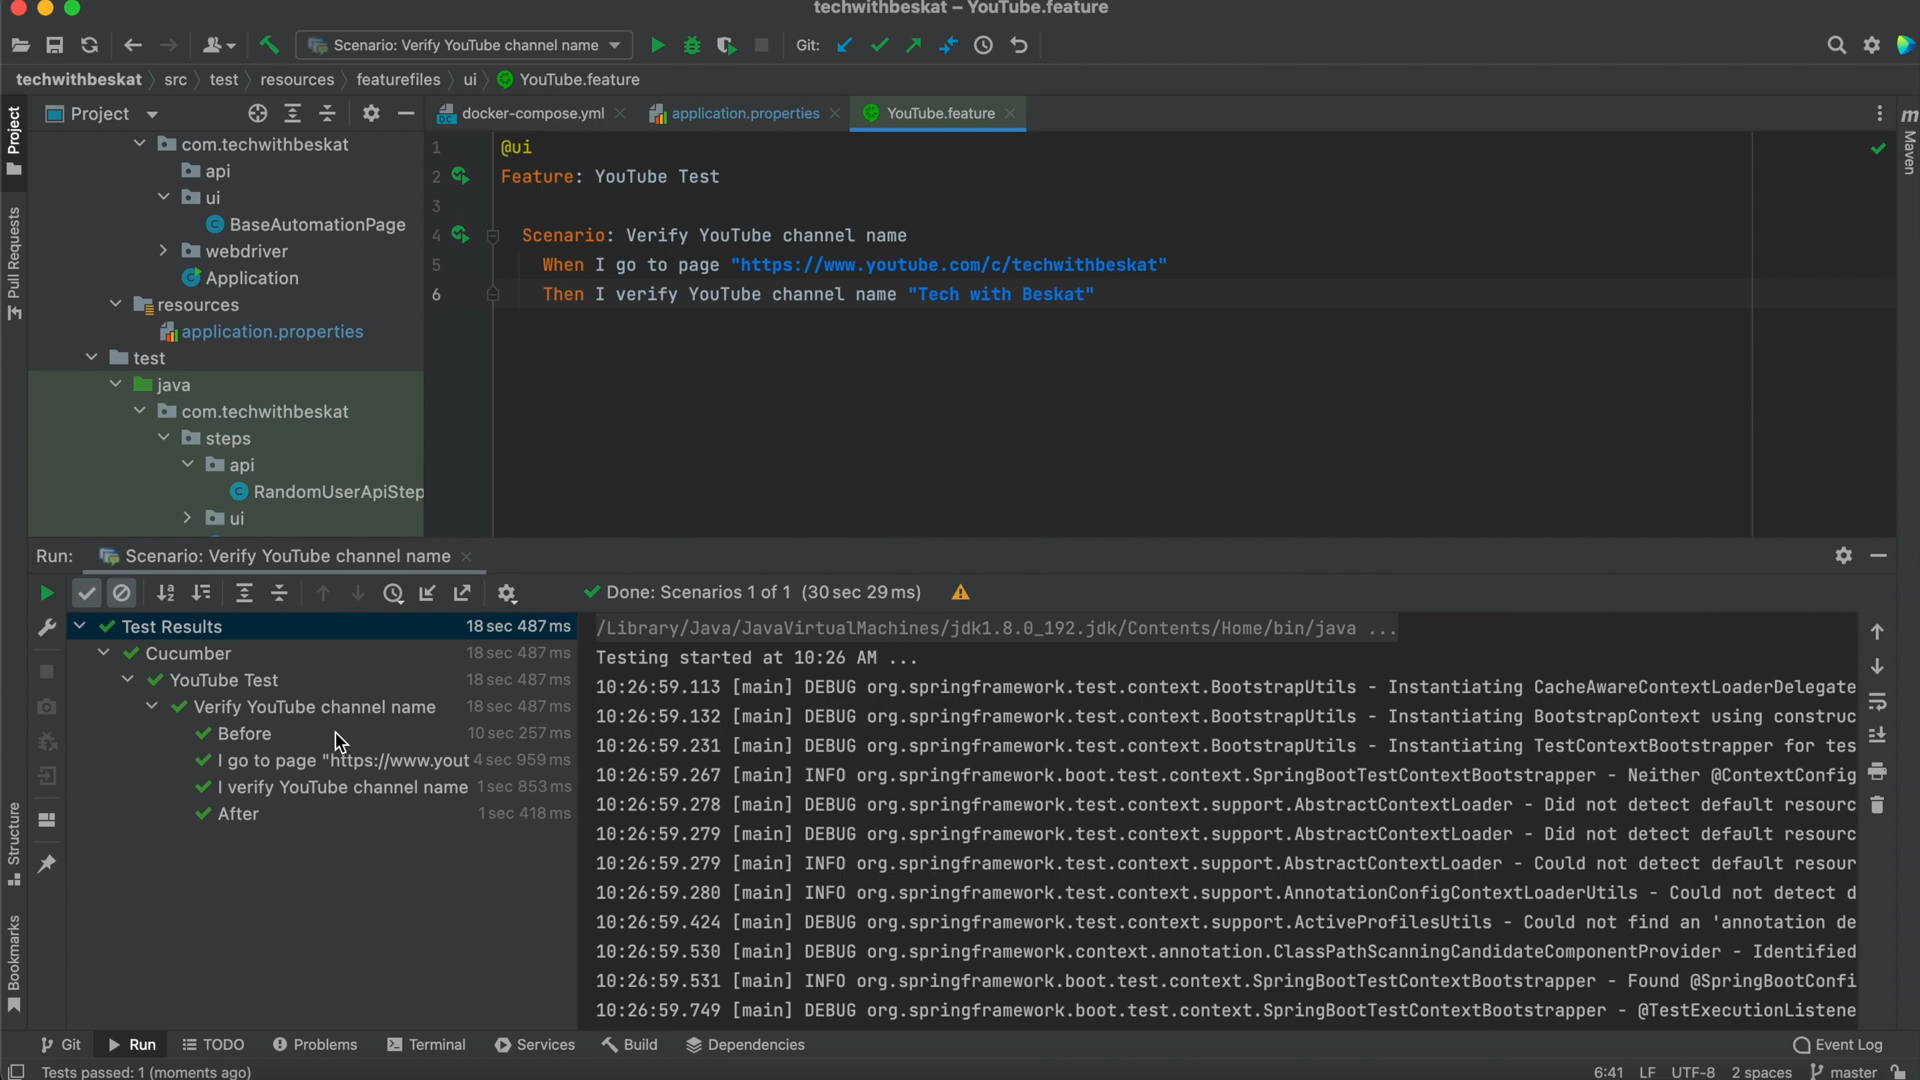 techwithbeskat – YouTube.feature
Scenario: Verify YouTube channel name
Git:
techwithbeskat
src
test
resources
featurefiles
ui
YouTube.feature
Project
docker-compose.yml
application.properties
YouTube.feature
Project
Pull Requests
Structure
Bookmarks
Maven
com.techwithbeskat
api
ui
BaseAutomationPage
webdriver
Application
resources
application.properties
test
java
com.techwithbeskat
steps
api
RandomUserApiStep
ui
1 @ui
2 Feature: YouTube Test
3
4 Scenario: Verify YouTube channel name
5 When I go to page "https://www.youtube.com/c/techwithbeskat"
6 Then I verify YouTube channel name "Tech with Beskat"
Run: Scenario: Verify YouTube channel name
Done: Scenarios 1 of 1 (30 sec 29 ms)
Test Results 18 sec 487 ms
Cucumber 18 sec 487 ms
YouTube Test 18 sec 487 ms
Verify YouTube channel name 18 sec 487 ms
Before 10 sec 257 ms
I go to page "https://www.yout 4 sec 959 ms
I verify YouTube channel name 1 sec 853 ms
After 1 sec 418 ms
/Library/Java/JavaVirtualMachines/jdk1.8.0_192.jdk/Contents/Home/bin/java ...
Testing started at 10:26 AM ...
10:26:59.113 [main] DEBUG org.springframework.test.context.BootstrapUtils - Instantiating CacheAwareContextLoaderDelegate
10:26:59.132 [main] DEBUG org.springframework.test.context.BootstrapUtils - Instantiating BootstrapContext using construc
10:26:59.231 [main] DEBUG org.springframework.test.context.BootstrapUtils - Instantiating TestContextBootstrapper for tes
10:26:59.267 [main] INFO org.springframework.boot.test.context.SpringBootTestContextBootstrapper - Neither @ContextConfig
10:26:59.278 [main] DEBUG org.springframework.test.context.support.AbstractContextLoader - Did not detect default resourc
10:26:59.279 [main] DEBUG org.springframework.test.context.support.AbstractContextLoader - Did not detect default resourc
10:26:59.279 [main] INFO org.springframework.test.context.support.AbstractContextLoader - Could not detect default resour
10:26:59.280 [main] INFO org.springframework.test.context.support.AnnotationConfigContextLoaderUtils - Could not detect d
10:26:59.424 [main] DEBUG org.springframework.test.context.support.ActiveProfilesUtils - Could not find an 'annotation de
10:26:59.530 [main] DEBUG org.springframework.context.annotation.ClassPathScanningCandidateComponentProvider - Identified
10:26:59.531 [main] INFO org.springframework.boot.test.context.SpringBootTestContextBootstrapper - Found @SpringBootConfi
10:26:59.749 [main] DEBUG org.springframework.boot.test.context.SpringBootTestContextBootstrapper - @TestExecutionListene
Git
Run
TODO
Problems
Terminal
Services
Build
Dependencies
Event Log
Tests passed: 1 (moments ago)
6:41 LF UTF-8 2 spaces master